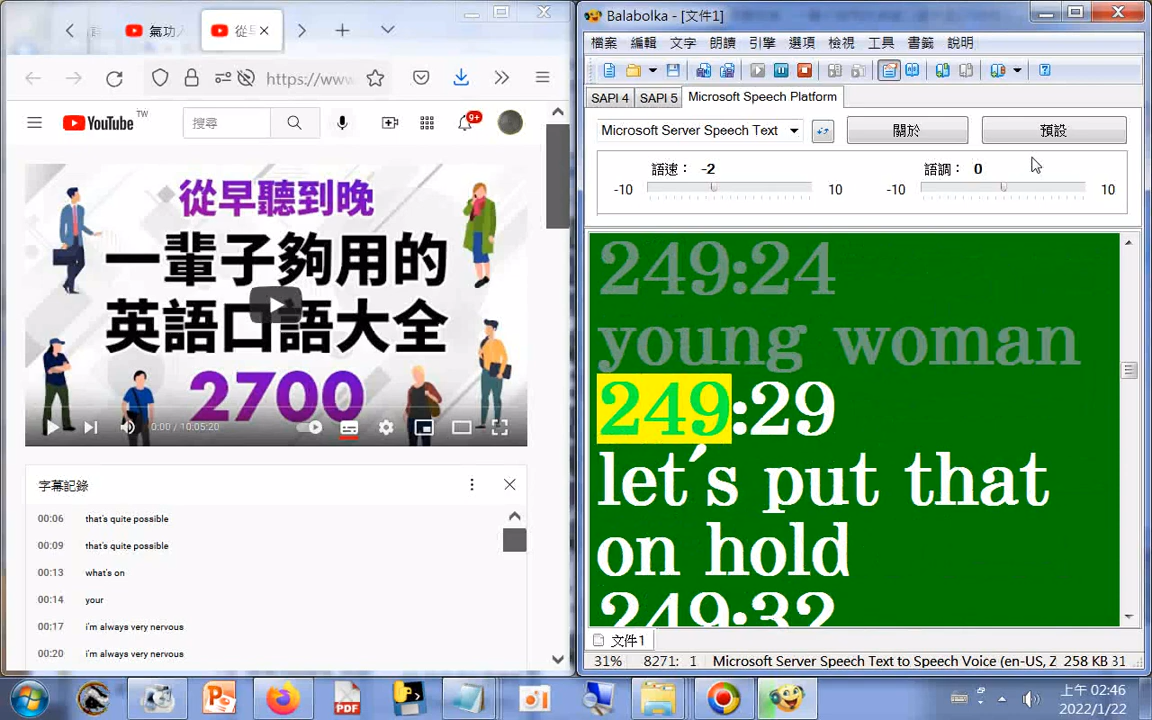 氣功
從
https://www
YouTube TW
搜尋
9+
從早聽到晚
一輩子夠用的
英語口語大全
2700
0:00 / 10:05:20
字幕記錄
00:06 that's quite possible
00:09 that's quite possible
00:13 what's on
00:14 your
00:17 i'm always very nervous
00:20 i'm always very nervous
Balabolka - [文件1]
檔案 編輯 文字 朗讀 引擎 選項 檢視 工具 書籤 說明
SAPI 4 SAPI 5 Microsoft Speech Platform
Microsoft Server Speech Text 關於 預設
語速： -2 語調： 0
-10 10 -10 10
249:24
young woman
249:29
let's put that
on hold
249:32
文件1
31% 8271: 1 Microsoft Server Speech Text to Speech Voice (en-US, Z 258 KB 31
PDF
上午 02:46
2022/1/22